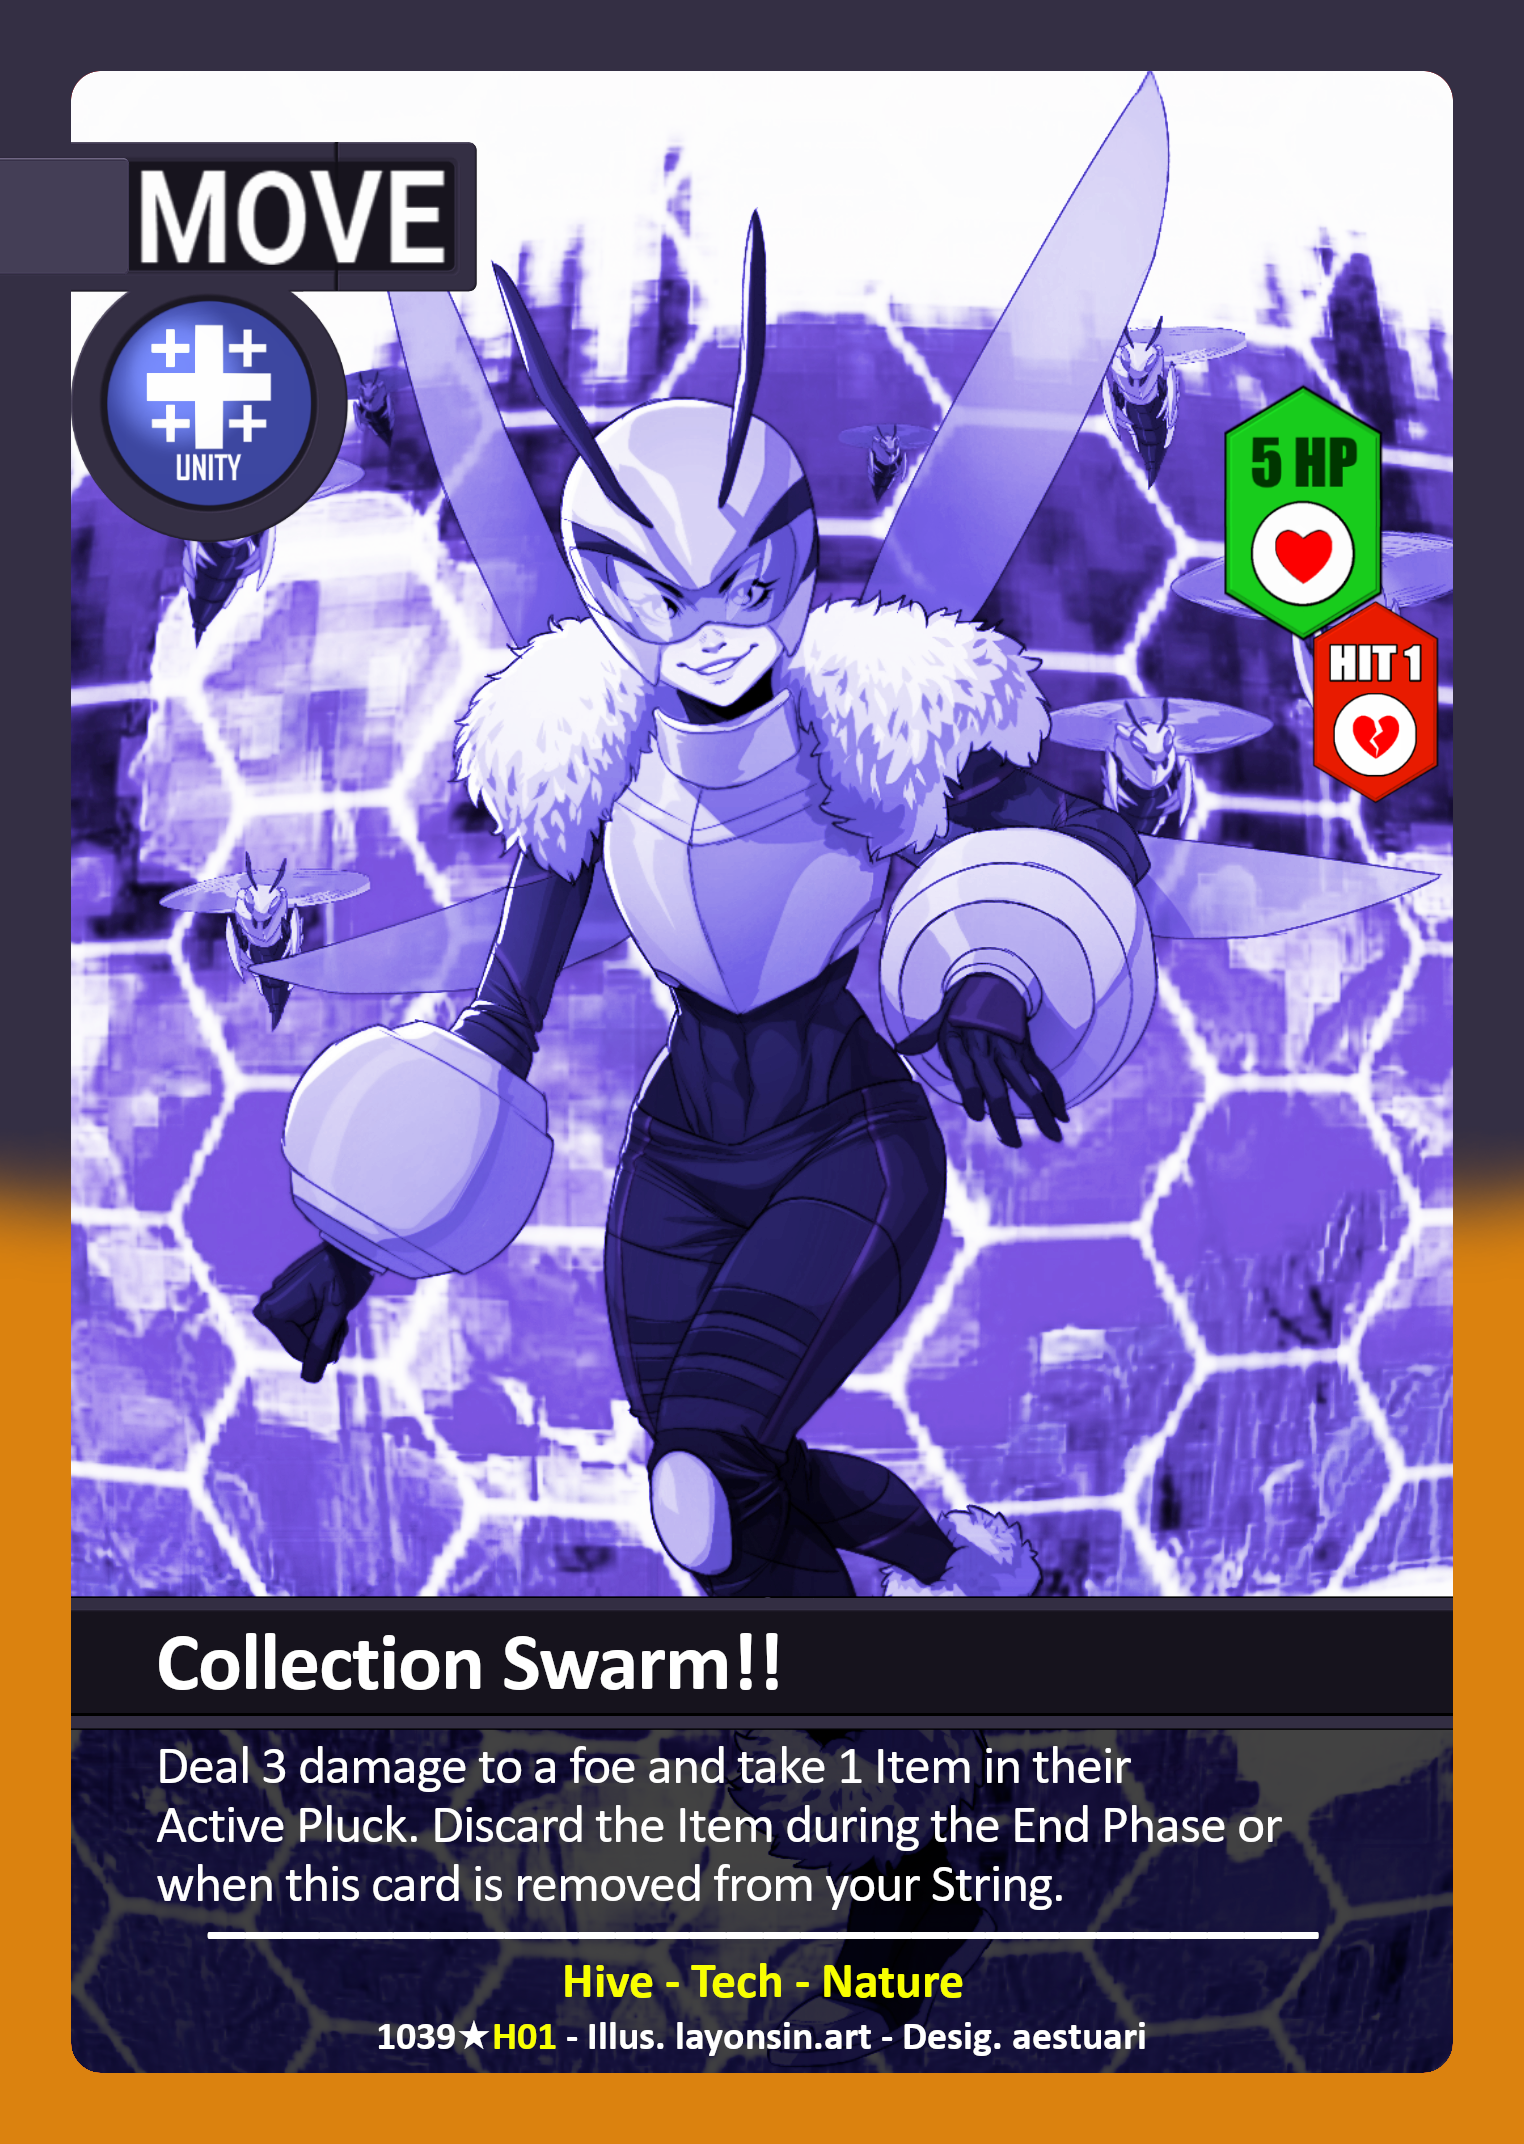 MOVE
UNITY
5 HP
HIT 1
Collection Swarm!!
Deal 3 damage to a foe and take 1 Item in their
Active Pluck. Discard the Item during the End Phase or
when this card is removed from your String.
Hive - Tech - Nature
1039★H01 - Illus. layonsin.art - Desig. aestuari